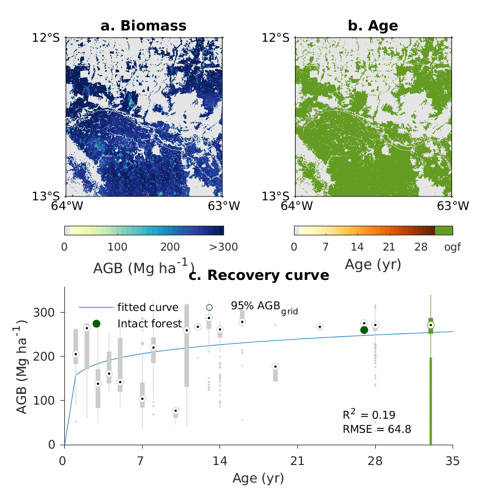 a. Biomass
b. Age
12°S
13°S
64°W
63°W
12°S
13°S
64°W
63°W
0 100 200 >300
AGB (Mg ha-1)
0 7 14 21 28 ogf
Age (yr)
c. Recovery curve
fitted curve
Intact forest
95% AGBgrid
R2 = 0.19
RMSE = 64.8
300
200
100
0
AGB (Mg ha-1)
0 7 14 21 28 35
Age (yr)